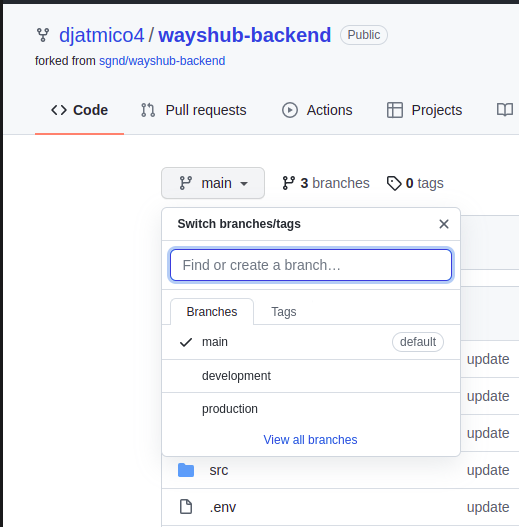 djatmico4 / wayshub-backend Public
forked from sgnd/wayshub-backend
Code Pull requests Actions Projects
main 3 branches 0 tags
Switch branches/tags
Find or create a branch…
Branches Tags
main default
development
production
View all branches
update
update
update
src update
.env update